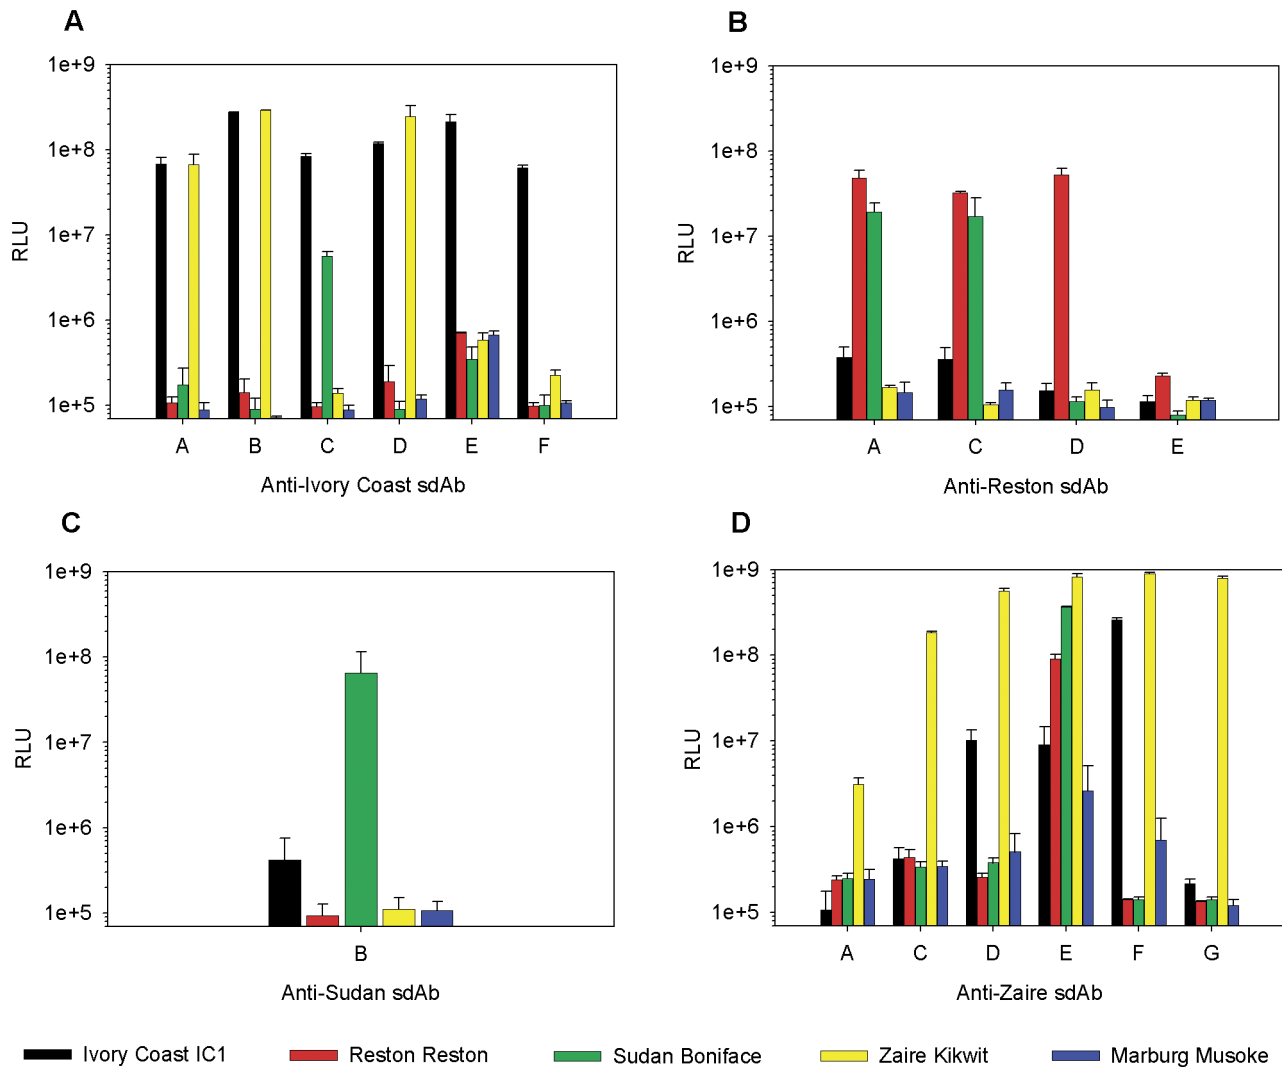 A
1e+9
1e+8
1e+7
1e+6
1e+5
RLU
A B C D E F
Anti-Ivory Coast sdAb
B
1e+9
1e+8
1e+7
1e+6
1e+5
RLU
A C D E
Anti-Reston sdAb
C
1e+9
1e+8
1e+7
1e+6
1e+5
RLU
B
Anti-Sudan sdAb
D
1e+9
1e+8
1e+7
1e+6
1e+5
RLU
A C D E F G
Anti-Zaire sdAb
Ivory Coast IC1 Reston Reston Sudan Boniface Zaire Kikwit Marburg Musoke